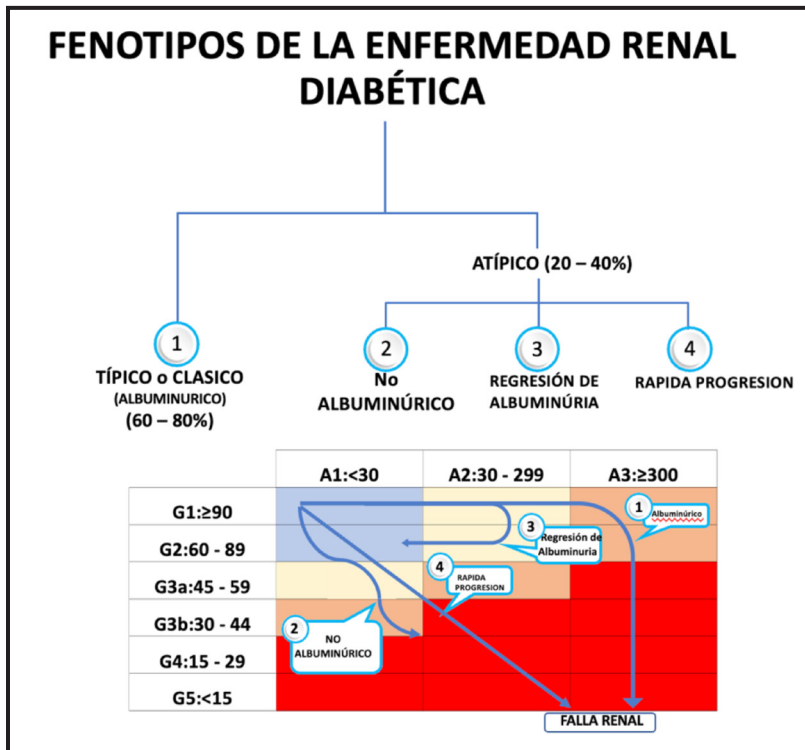 FENOTIPOS DE LA ENFERMEDAD RENAL
DIABÉTICA
ATÍPICO (20 – 40%)
1
TÍPICO o CLASICO
(ALBUMINURICO)
(60 – 80%)
2
No
ALBUMINÚRICO
3
REGRESIÓN DE
ALBUMINÚRIA
4
RAPIDA PROGRESION
A1:<30
A2:30 - 299
A3:≥300
G1:≥90
1
Albuminúrico
G2:60 - 89
3
Regresión de
Albuminuria
G3a:45 - 59
4
RAPIDA
PROGRESION
G3b:30 - 44
2
NO
ALBUMINÚRICO
G4:15 - 29
G5:<15
FALLA RENAL